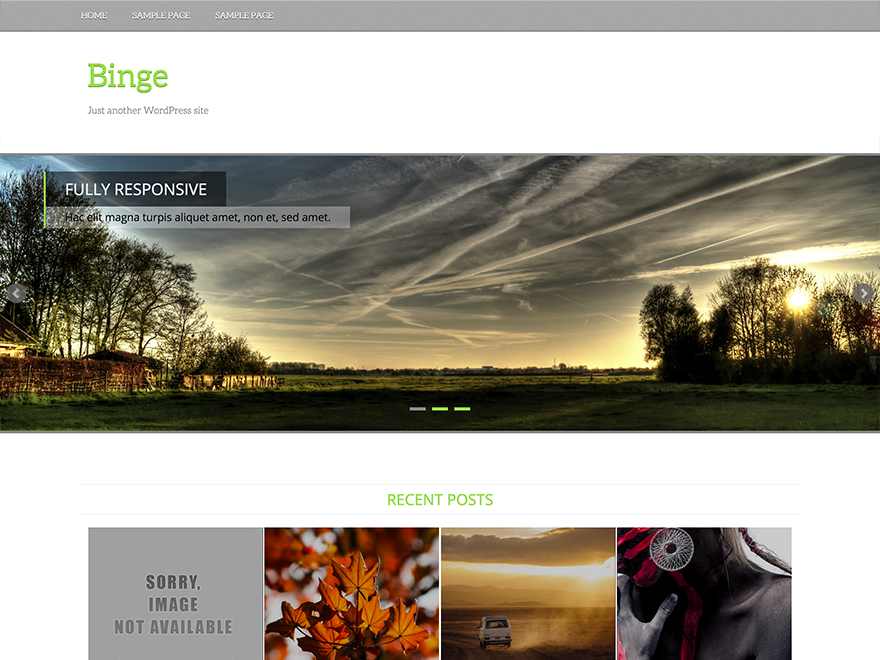 HOME SAMPLE PAGE SAMPLE PAGE
Binge
Just another WordPress site
FULLY RESPONSIVE
Hac elit magna turpis aliquet amet, non et, sed amet.
RECENT POSTS
SORRY,
IMAGE
NOT AVAILABLE